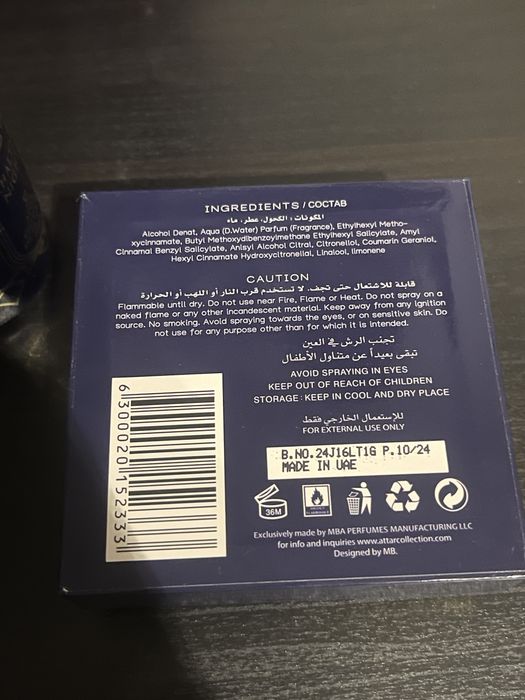 INGREDIENTS / СОСТАВ
المكونات: الكحول، عطر، ماء
Alcohol Denat, Aqua (D.Water) Parfum (Fragrance), Ethylhexyl Metho-
xycinnamate, Butyl Methoxydibenzoylmethane Ethylhexyl Salicylate, Amyl
Cinnamal Benzyl Salicylate, Anisyl Alcohol Citral, Citronellol, Coumarin Geraniol,
Hexyl Cinnamate Hydroxycitronellal, Linalool, limonene
CAUTION
قابلة للاشتعال حتى تجف. لا تستخدم قرب النار أو اللهب أو الحرارة
Flammable until dry. Do not use near Fire, Flame or Heat. Do not spray on a
naked flame or any other incandescent material. Keep away from any ignition
source. No smoking. Avoid spraying towards the eyes, or on sensitive skin. Do
not use for any purpose other than for which it is intended.
تجنب الرش في العين
تبقى بعيداً عن متناول الأطفال
AVOID SPRAYING IN EYES
KEEP OUT OF REACH OF CHILDREN
STORAGE : KEEP IN COOL AND DRY PLACE
للإستعمال الخارجي فقط
FOR EXTERNAL USE ONLY
B.NO.24J16LT1G P.10/24
MADE IN UAE
6300020152333
36M
Exclusively made by MBA PERFUMES MANUFACTURING LLC
for info and inquiries www.attarcollection.com
Designed by MB.